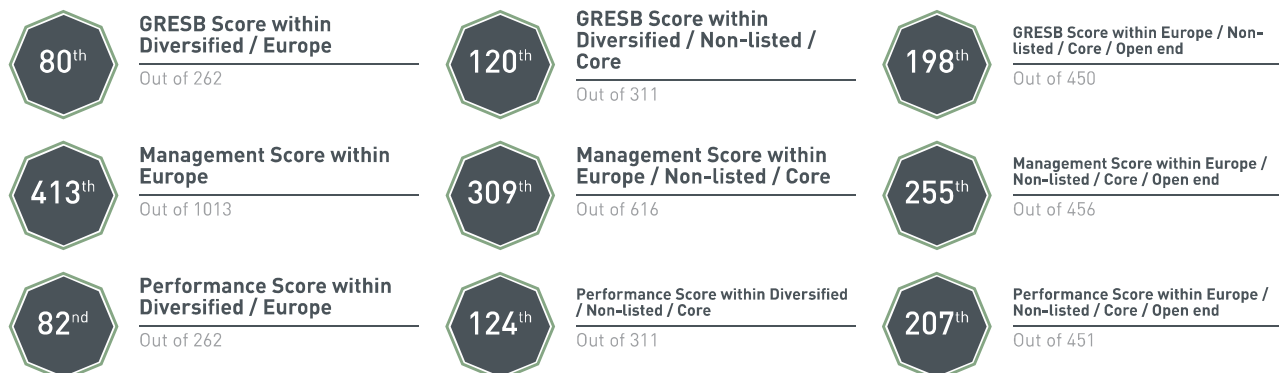 80th
GRESB Score within
Diversified / Europe
Out of 262
120th
GRESB Score within
Diversified / Non-listed /
Core
Out of 311
198th
GRESB Score within Europe / Non-
listed / Core / Open end
Out of 450
413th
Management Score within
Europe
Out of 1013
309th
Management Score within
Europe / Non-listed / Core
Out of 616
255th
Management Score within Europe /
Non-listed / Core / Open end
Out of 456
82nd
Performance Score within
Diversified / Europe
Out of 262
124th
Performance Score within Diversified
/ Non-listed / Core
Out of 311
207th
Performance Score within Europe /
Non-listed / Core / Open end
Out of 451